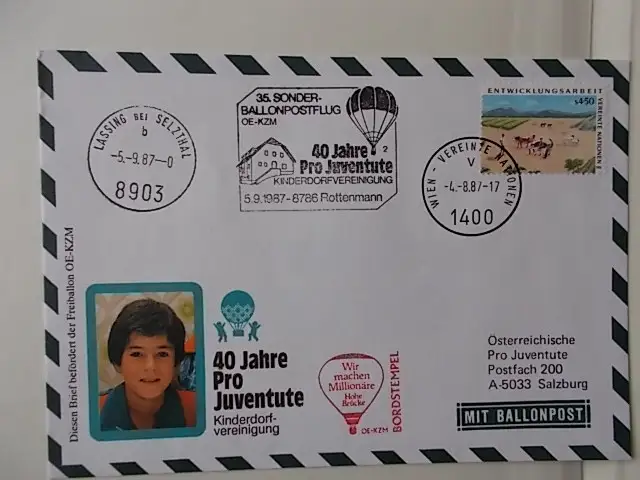 LASSING BEI SELZTHAL
b
-5.-9.87-0
8903
35. SONDER-
BALLONPOSTFLUG
OE-KZM
2
40 Jahre
Pro Juventute
KINDERDORFVEREINIGUNG
5.9.1987-8786 Rottenmann
ENTWICKLUNGSARBEIT
S4.50
VEREINTE NATIONEN
WIEN - VEREINTE NATIONEN
V
-4.-8.87-17
1400
Diesen Brief befördert der Freiballon OE-KZM
40 Jahre
Pro
Juventute
Kinderdorf-
vereinigung
Wir
machen
Millionäre
Hohe
Brücke
OE-KZM
BORDSTEMPEL
Österreichische
Pro Juventute
Postfach 200
A-5033 Salzburg
MIT BALLONPOST